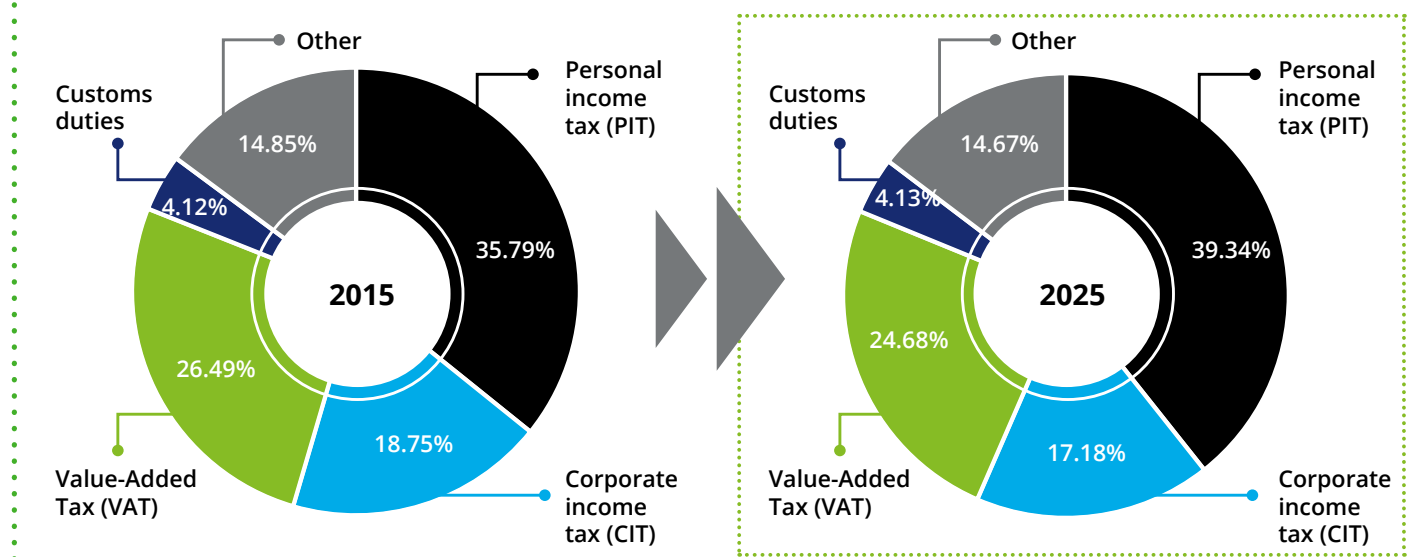 Other
Personal
income
tax (PIT)
Customs
duties
14.85%
4.12%
35.79%
2015
26.49%
18.75%
Value-Added
Tax (VAT)
Corporate
income
tax (CIT)
Other
Personal
income
tax (PIT)
Customs
duties
14.67%
4.13%
39.34%
2025
24.68%
17.18%
Value-Added
Tax (VAT)
Corporate
income
tax (CIT)